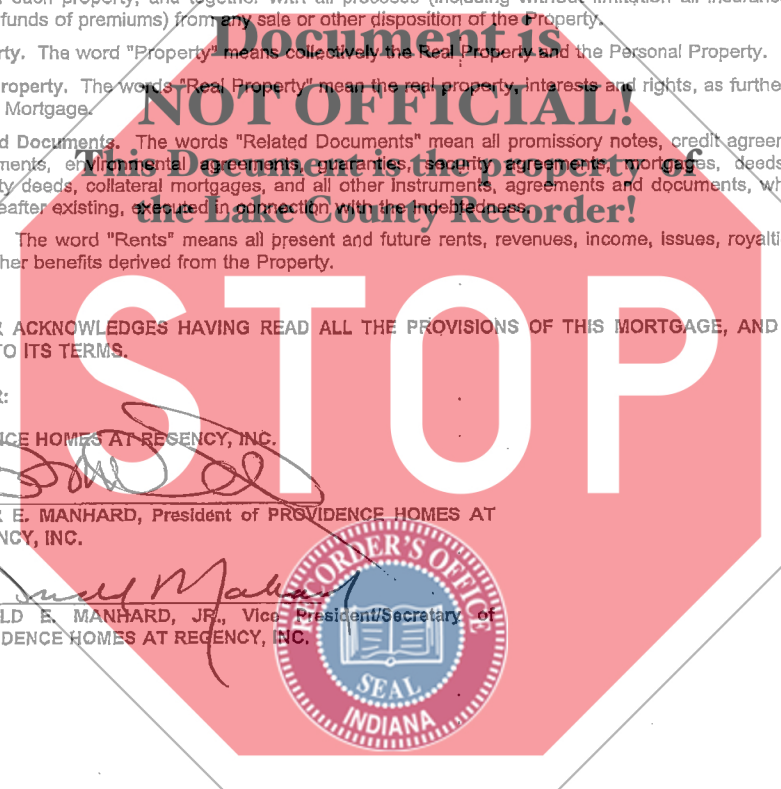 funds of premiums) from any sale or other disposition of the Property.
Document is
rty. The word "Property" means collectively the Real Property and the Personal Property.
roperty. The words "Real Property" mean the real property, interests and rights, as furthe
Mortgage.
NOT OFFICIAL!
d Documents. The words "Related Documents" mean all promissory notes, credit agreer
ments, environmental agreements, guaranties, security agreements, mortgages, deeds
This Document is the property of
ty deeds, collateral mortgages, and all other instruments, agreements and documents, wh
eafter existing, executed in connection with the Indebtedness.
the Lake County Recorder!
The word "Rents" means all present and future rents, revenues, income, issues, royalti
her benefits derived from the Property.
STOP
R ACKNOWLEDGES HAVING READ ALL THE PROVISIONS OF THIS MORTGAGE, AND
TO ITS TERMS.
R:
NCE HOMES AT REGENCY, INC.
R E. MANHARD, President of PROVIDENCE HOMES AT
NCY, INC.
LD E. MANHARD, JR., Vice President/Secretary of
DENCE HOMES AT REGENCY, INC.
RECORDER'S OFFICE
SEAL
INDIANA